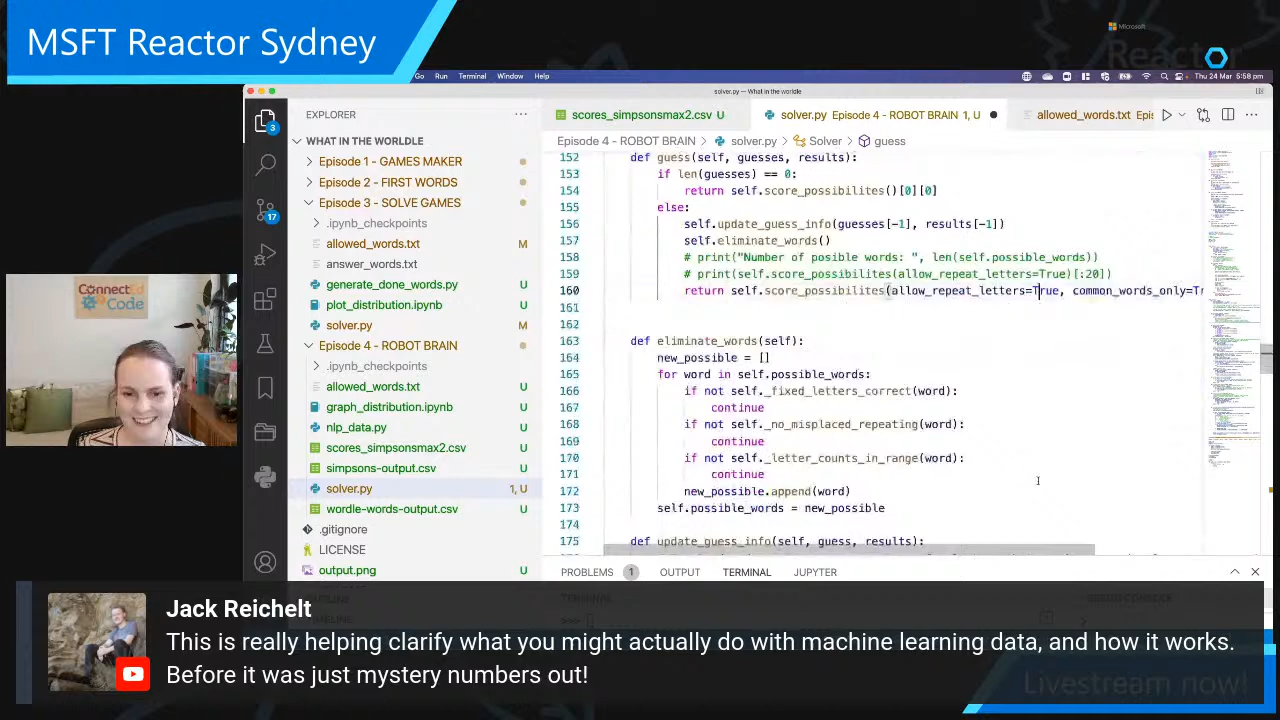 MSFT Reactor Sydney
Microsoft
Reactor
Go Run Terminal Window Help
Thu 24 Mar 5:58 pm
solver.py — What in the worldle
EXPLORER
scores_simpsonsmax2.csv U
solver.py Episode 4 - ROBOT BRAIN 1, U
allowed_words.txt Epis
WHAT IN THE WORLDLE
Episode 4 - ROBOT BRAIN > solver.py > Solver > guess
3
Episode 1 - GAMES MAKER
Episode 2 - FIRST WORDS
Episode 3 - SOLVE GAMES
.ipynb_checkpoints
allowed_words.txt M
done_words.txt
generate_done_words.py
plot_distribution.ipynb
solver.py M
Episode 4 - ROBOT BRAIN
.ipynb_checkpoints
allowed_words.txt U
graph_distribution.ipynb U
nlp_data.py U
scores_simpsonsmax2.csv U
simpsons-output.csv U
solver.py 1, U
wordle-words-output.csv U
.gitignore
LICENSE
output.png U
17
152 def guess(self, guesses, results):
153 if len(guesses) ==
154 return self.score_possibilites()[0][0]
155 else:
156 self.update_guess_info(guesses[-1], results[-1])
157 self.eliminate_words()
158 print("Number of posible words: ", len(self.possible_words))
159 print(self.score_possibilites(allow_repeat_letters=True)[:20])
160 return self.score_possibilites(allow_repeat_letters=True, common_words_only=Tr
161
162
163 def eliminate_words(self):
164 new_possible = []
165 for word in self.possible_words:
166 if not self._placed_letters_correct(word):
167 continue
168 if not self._no_misplaced_repeating(word):
169 continue
170 if not self._letter_counts_in_range(word):
171 continue
172 new_possible.append(word)
173 self.possible_words = new_possible
174
175 def update_guess_info(self, guess, results):
PROBLEMS 1 OUTPUT TERMINAL JUPYTER
ConnectEd Code
TIMELINE
TERMINAL
>>>
Jack Reichelt
This is really helping clarify what you might actually do with machine learning data, and how it works.
Before it was just mystery numbers out!
Livestream now!